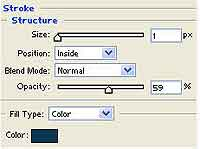 Stroke
Structure
Size: 1 px
Position: Inside
Blend Mode: Normal
Opacity: 59 %
Fill Type: Color
Color: